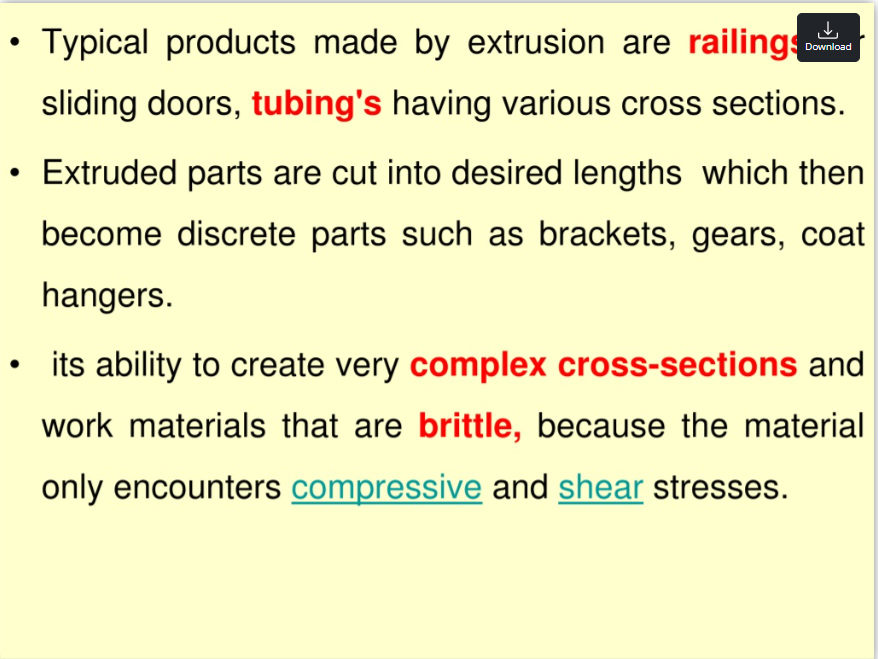 • Typical products made by extrusion are railings
Download
sliding doors, tubing's having various cross sections.
• Extruded parts are cut into desired lengths which then
become discrete parts such as brackets, gears, coat
hangers.
• its ability to create very complex cross-sections and
work materials that are brittle, because the material
only encounters compressive and shear stresses.